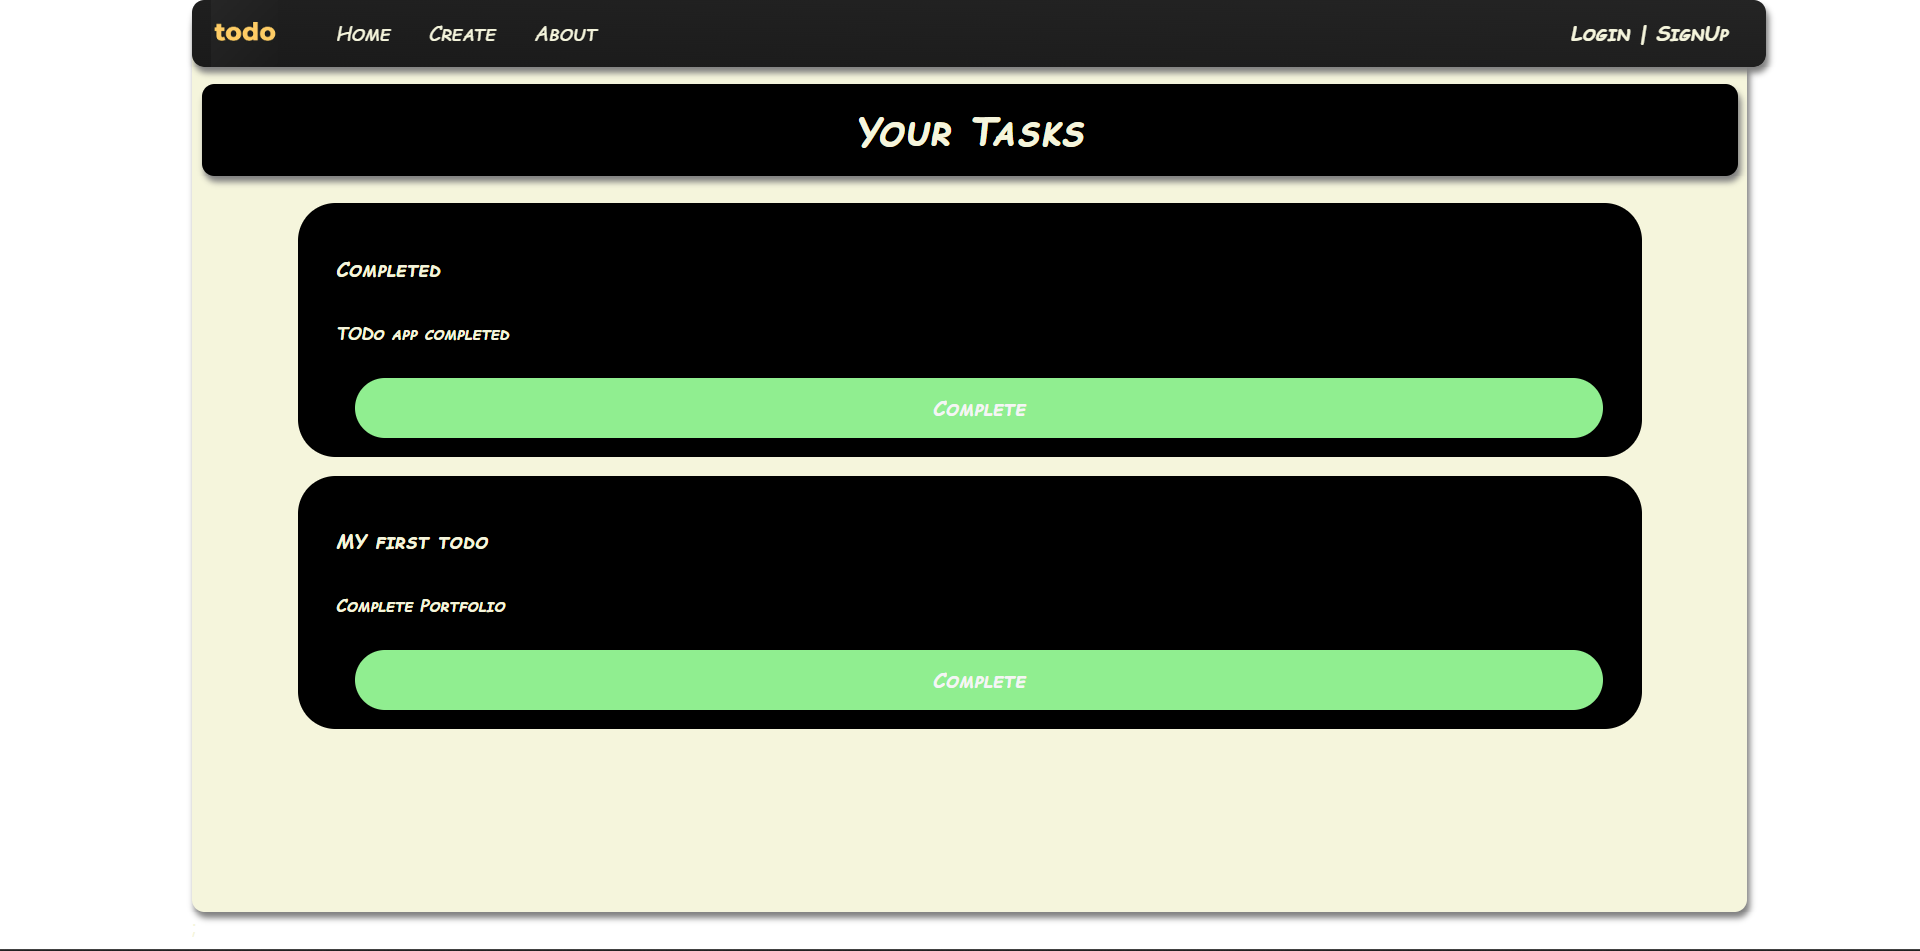 todo Home Create About Login | SignUp
Your Tasks
Completed
TODo app completed
Complete
MY first todo
Complete Portfolio
Complete